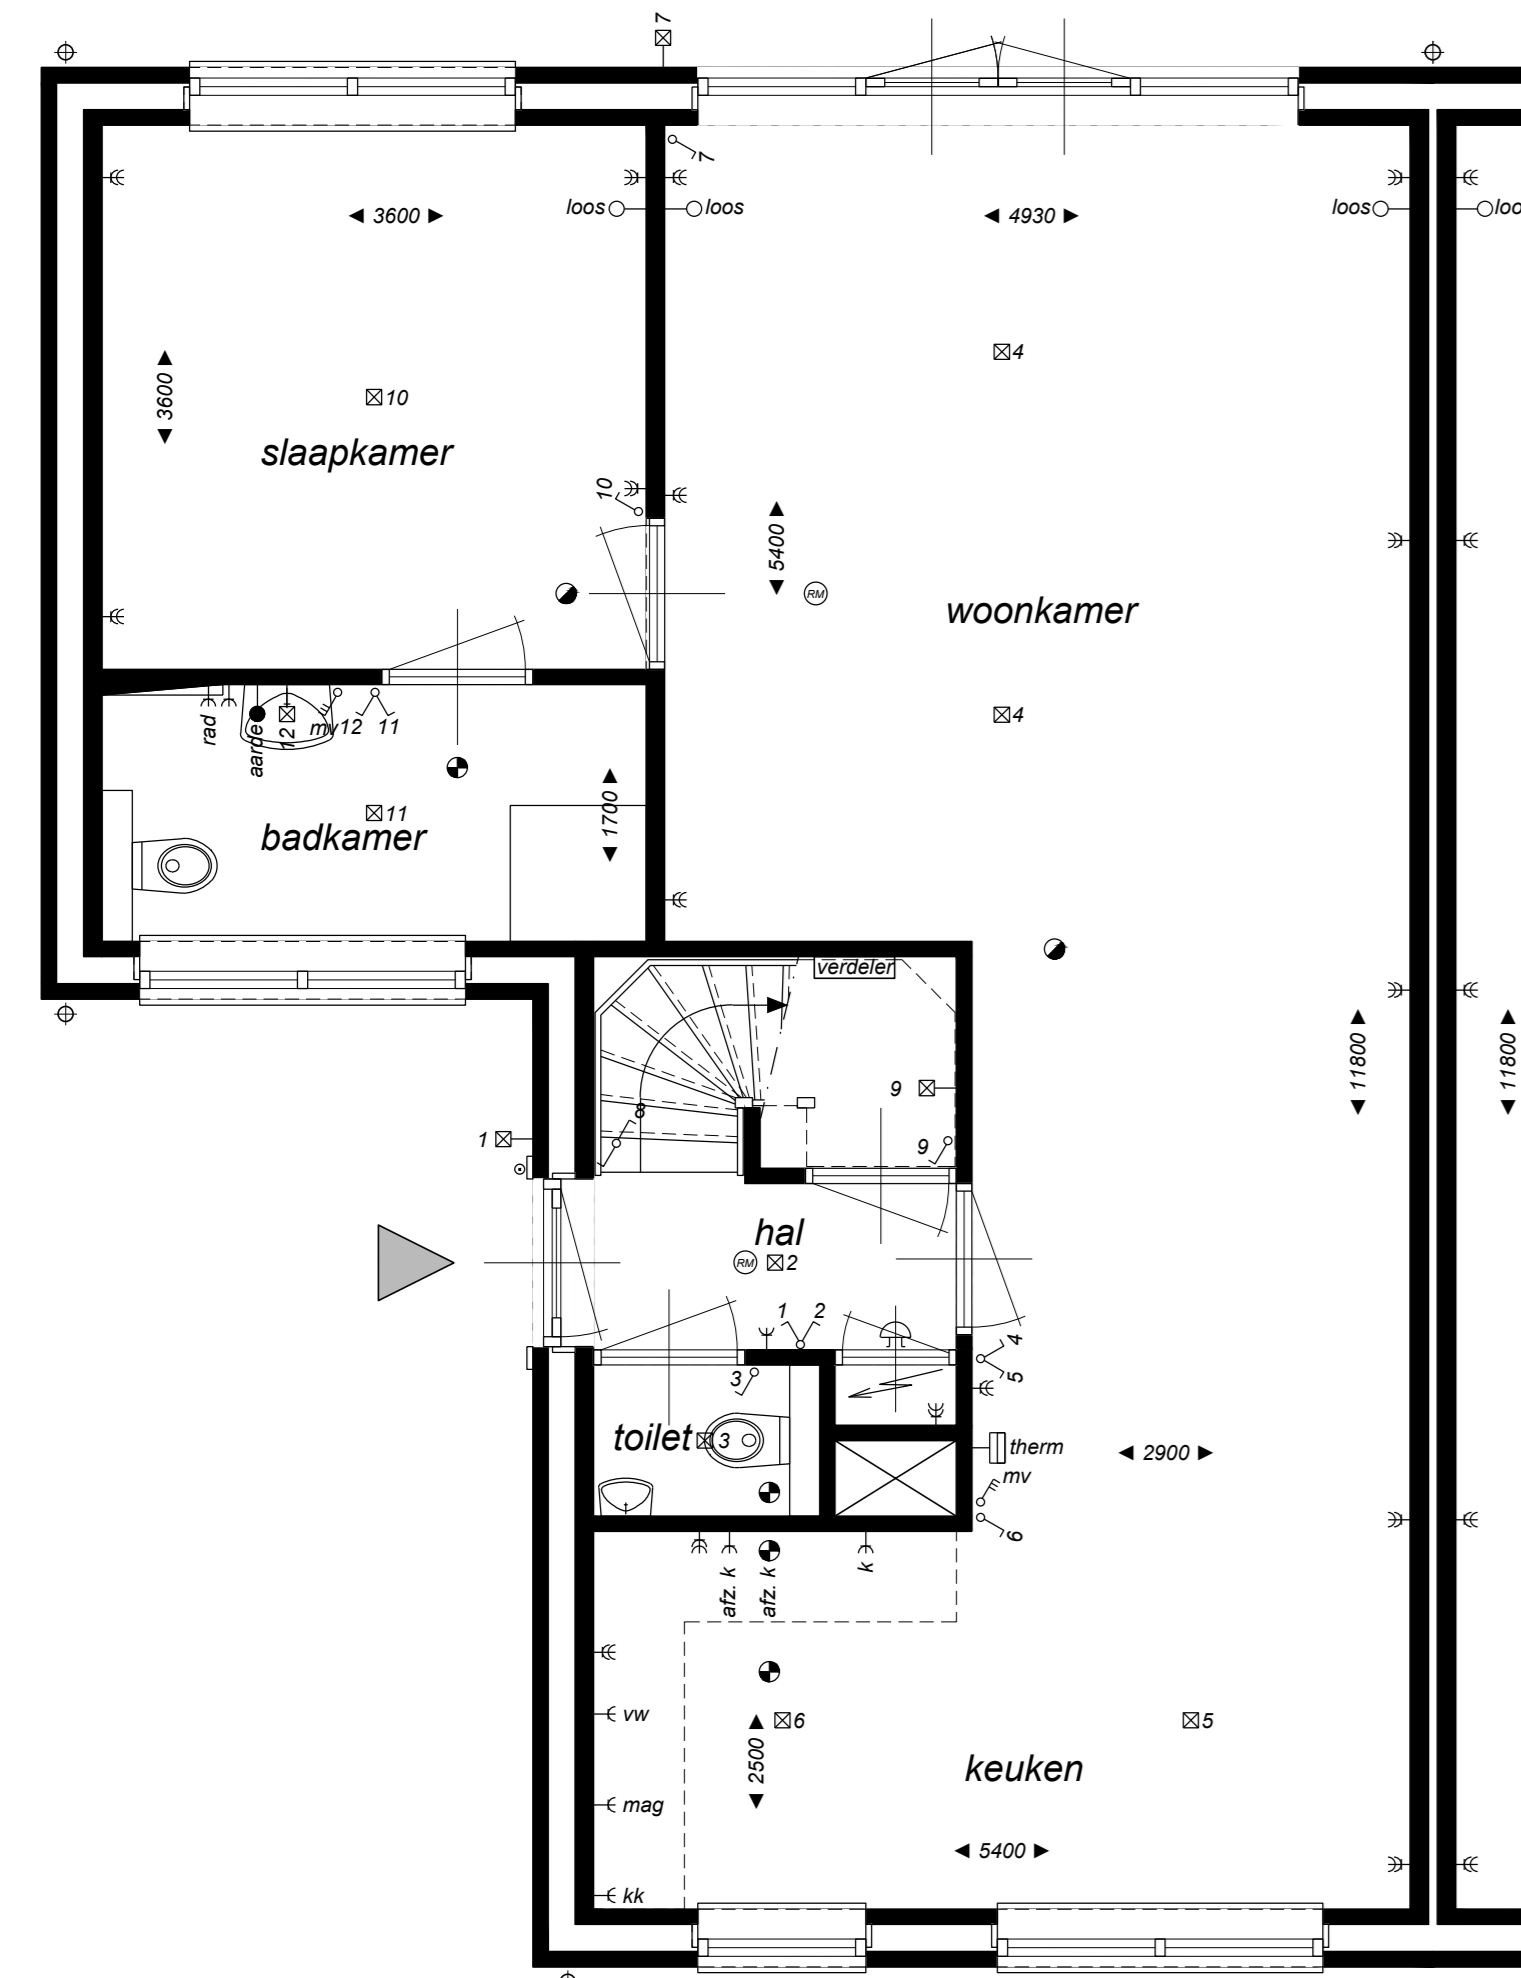 7
7
loos
3600
loos
4930
loos
loo
4
3600
10
slaapkamer
10
5400
RM
woonkamer
rad
aarde
12
mv
12
11
4
11
badkamer
1700
verdeler
11800
11800
9
8
1
9
hal
RM
2
1
2
4
5
3
toilet
3
therm
2900
mv
6
afz. k
afz. k
k
vw
6
5
2500
keuken
mag
5400
kk